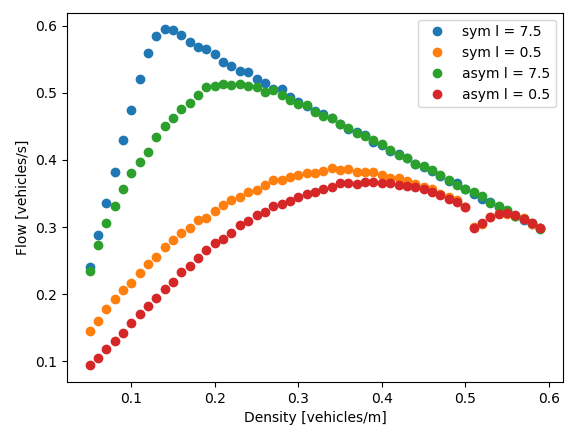 0.6
0.5
0.4
0.3
0.2
0.1
Flow [vehicles/s]
sym l = 7.5
sym l = 0.5
asym l = 7.5
asym l = 0.5
0.1 0.2 0.3 0.4 0.5 0.6
Density [vehicles/m]